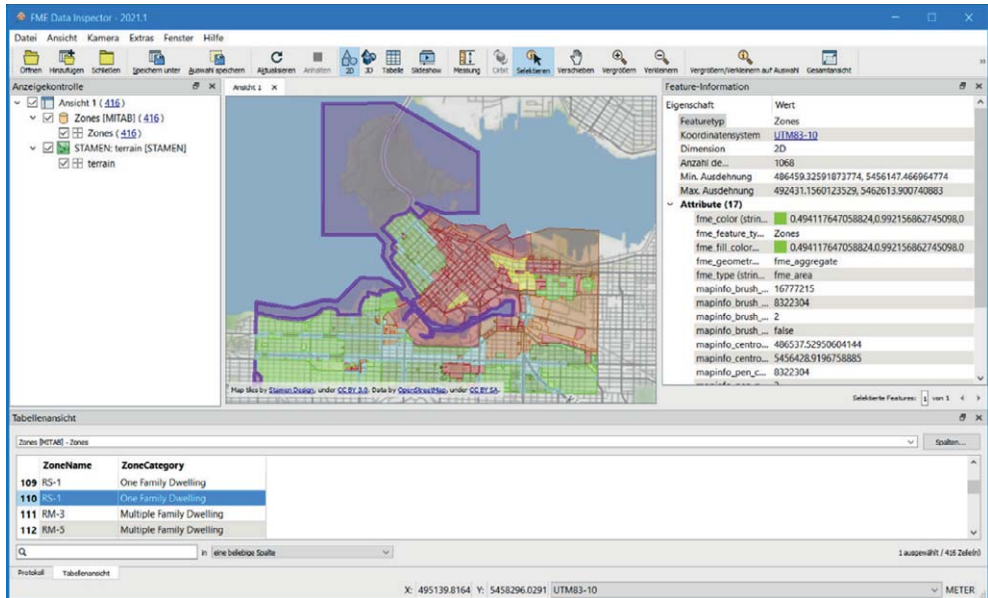 FME Data Inspector - 2021.1
Datei Ansicht Kamera Extras Fenster Hilfe
Öffnen Hinzufügen Schließen Speichern unter Auswahl speichern Aktualisieren Anhalten 2D 3D Tabelle Slideshow Messung Orbit Selektieren Verschieben Vergrößern Verkleinern Vergrößern/Verkleinern auf Auswahl Gesamtansicht
Anzeigekontrolle
Ansicht 1 (416)
Zones [MITAB] (416)
Zones (416)
STAMEN: terrain [STAMEN]
terrain
Ansicht 1
Map tiles by Stamen Design, under CC BY 3.0. Data by OpenStreetMap, under CC BY SA.
Feature-Information
Eigenschaft Wert
Featuretyp Zones
Koordinatensystem UTM83-10
Dimension 2D
Anzahl de... 1068
Min. Ausdehnung 486459.32591873774, 5456147.466964774
Max. Ausdehnung 492431.1560123529, 5462613.900740883
Attribute (17)
fme_color (strin... 0.494117647058824,0.992156862745098,0
fme_feature_ty... Zones
fme_fill_color... 0.494117647058824,0.992156862745098,0
fme_geometr... fme_aggregate
fme_type (strin... fme_area
mapinfo_brush_... 16777215
mapinfo_brush_... 8322304
mapinfo_brush_... 2
mapinfo_brush_... false
mapinfo_centro... 486537.52950604144
mapinfo_centro... 5456428.9196758885
mapinfo_pen_c... 8322304
Selektierte Features: 1 von 1
Tabellenansicht
Zones [MITAB] - Zones
Spalten...
ZoneName ZoneCategory
109 RS-1 One Family Dwelling
110 RS-1 One Family Dwelling
111 RM-3 Multiple Family Dwelling
112 RM-5 Multiple Family Dwelling
in eine beliebige Spalte
1 ausgewählt / 416 Zeile(n)
Protokoll Tabellenansicht
X: 495139.8164 Y: 5458296.0291 UTM83-10 METER